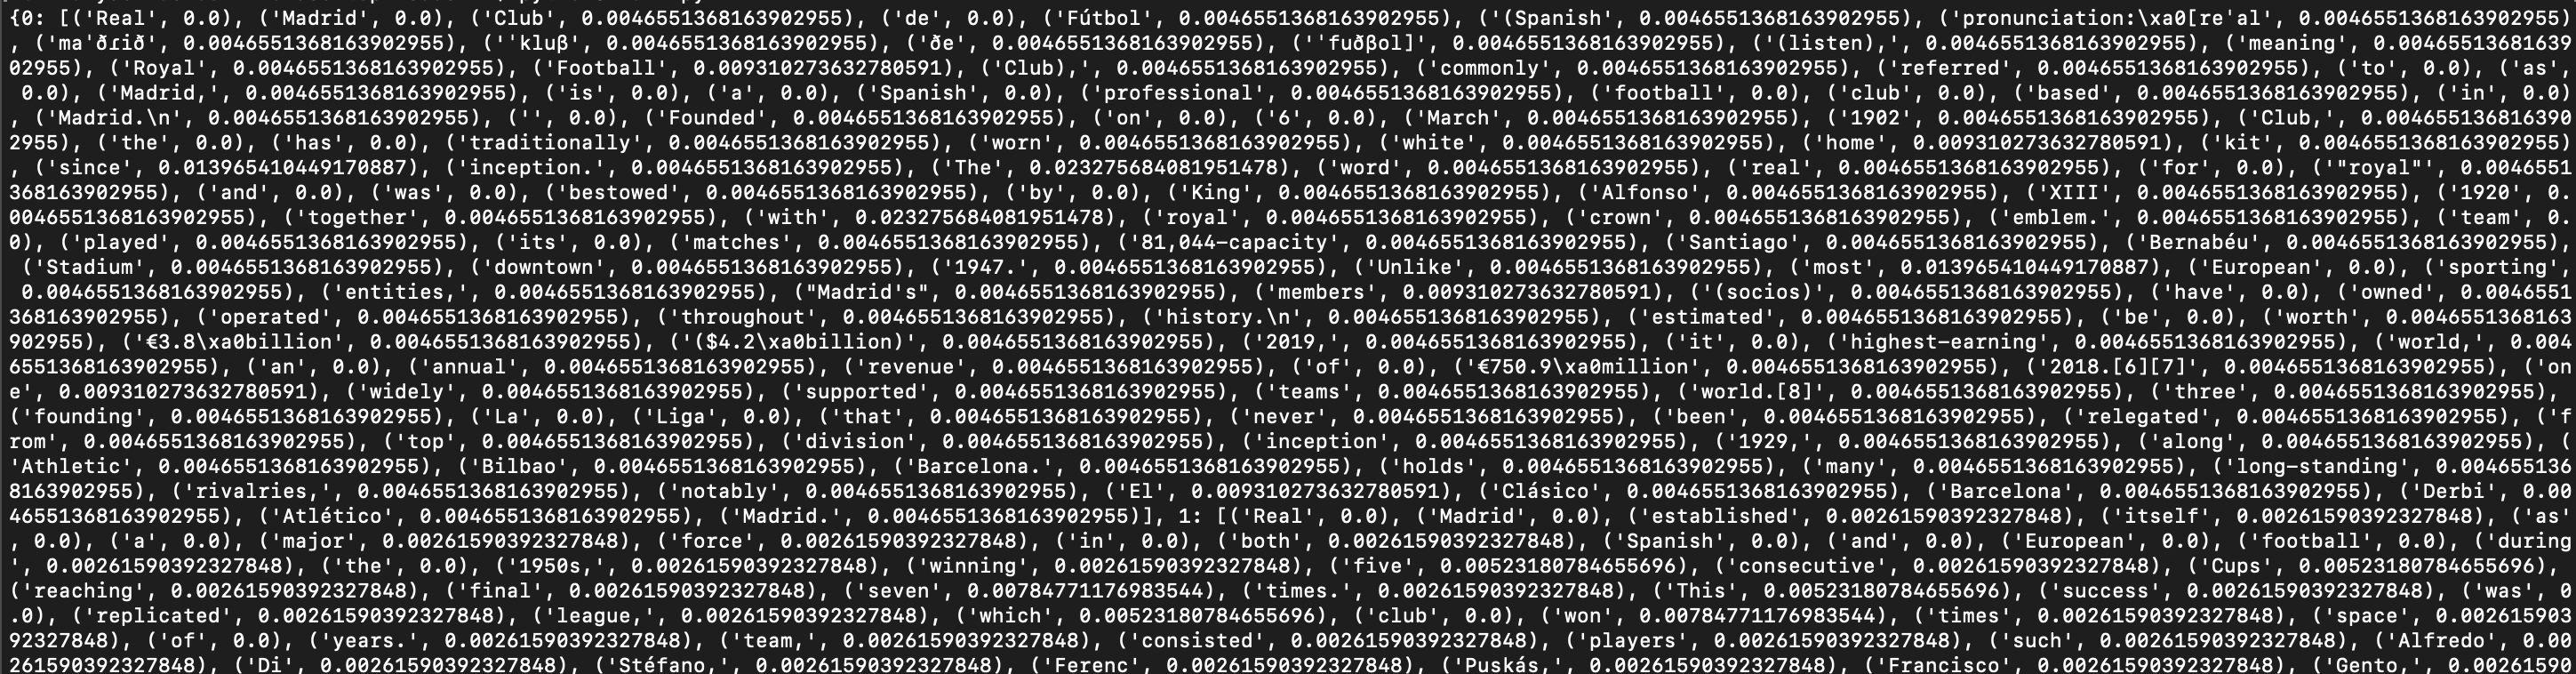 {0: [('Real', 0.0), ('Madrid', 0.0), ('Club', 0.0046551368163902955), ('de', 0.0), ('Fútbol', 0.0046551368163902955), ('(Spanish', 0.0046551368163902955), ('pronunciation:\xa0[reˈal', 0.0046551368163902955)
, ('maˈðɾið', 0.0046551368163902955), ('ˈkluβ', 0.0046551368163902955), ('ðe', 0.0046551368163902955), ('ˈfuðβol]', 0.0046551368163902955), ('(listen),', 0.0046551368163902955), ('meaning', 0.00465513681639
02955), ('Royal', 0.0046551368163902955), ('Football', 0.009310273632780591), ('Club),', 0.0046551368163902955), ('commonly', 0.0046551368163902955), ('referred', 0.0046551368163902955), ('to', 0.0), ('as',
 0.0), ('Madrid,', 0.0046551368163902955), ('is', 0.0), ('a', 0.0), ('Spanish', 0.0), ('professional', 0.0046551368163902955), ('football', 0.0), ('club', 0.0), ('based', 0.0046551368163902955), ('in', 0.0)
, ('Madrid.\n', 0.0046551368163902955), ('', 0.0), ('Founded', 0.0046551368163902955), ('on', 0.0), ('6', 0.0), ('March', 0.0046551368163902955), ('1902', 0.0046551368163902955), ('Club,', 0.004655136816390
2955), ('the', 0.0), ('has', 0.0), ('traditionally', 0.0046551368163902955), ('worn', 0.0046551368163902955), ('white', 0.0046551368163902955), ('home', 0.009310273632780591), ('kit', 0.0046551368163902955)
, ('since', 0.013965410449170887), ('inception.', 0.0046551368163902955), ('The', 0.023275684081951478), ('word', 0.0046551368163902955), ('real', 0.0046551368163902955), ('for', 0.0), ('"royal"', 0.0046551
368163902955), ('and', 0.0), ('was', 0.0), ('bestowed', 0.0046551368163902955), ('by', 0.0), ('King', 0.0046551368163902955), ('Alfonso', 0.0046551368163902955), ('XIII', 0.0046551368163902955), ('1920', 0.
0046551368163902955), ('together', 0.0046551368163902955), ('with', 0.023275684081951478), ('royal', 0.0046551368163902955), ('crown', 0.0046551368163902955), ('emblem.', 0.0046551368163902955), ('team', 0.
0), ('played', 0.0046551368163902955), ('its', 0.0), ('matches', 0.0046551368163902955), ('81,044-capacity', 0.0046551368163902955), ('Santiago', 0.0046551368163902955), ('Bernabéu', 0.0046551368163902955),
 ('Stadium', 0.0046551368163902955), ('downtown', 0.0046551368163902955), ('1947.', 0.0046551368163902955), ('Unlike', 0.0046551368163902955), ('most', 0.013965410449170887), ('European', 0.0), ('sporting',
 0.0046551368163902955), ('entities,', 0.0046551368163902955), ("Madrid's", 0.0046551368163902955), ('members', 0.009310273632780591), ('(socios)', 0.0046551368163902955), ('have', 0.0), ('owned', 0.0046551
368163902955), ('operated', 0.0046551368163902955), ('throughout', 0.0046551368163902955), ('history.\n', 0.0046551368163902955), ('estimated', 0.0046551368163902955), ('be', 0.0), ('worth', 0.0046551368163
902955), ('€3.8\xa0billion', 0.0046551368163902955), ('($4.2\xa0billion)', 0.0046551368163902955), ('2019,', 0.0046551368163902955), ('it', 0.0), ('highest-earning', 0.0046551368163902955), ('world,', 0.004
6551368163902955), ('an', 0.0), ('annual', 0.0046551368163902955), ('revenue', 0.0046551368163902955), ('of', 0.0), ('€750.9\xa0million', 0.0046551368163902955), ('2018.[6][7]', 0.0046551368163902955), ('on
e', 0.009310273632780591), ('widely', 0.0046551368163902955), ('supported', 0.0046551368163902955), ('teams', 0.0046551368163902955), ('world.[8]', 0.0046551368163902955), ('three', 0.0046551368163902955),
('founding', 0.0046551368163902955), ('La', 0.0), ('Liga', 0.0), ('that', 0.0046551368163902955), ('never', 0.0046551368163902955), ('been', 0.0046551368163902955), ('relegated', 0.0046551368163902955), ('f
rom', 0.0046551368163902955), ('top', 0.0046551368163902955), ('division', 0.0046551368163902955), ('inception', 0.0046551368163902955), ('1929,', 0.0046551368163902955), ('along', 0.0046551368163902955), (
'Athletic', 0.0046551368163902955), ('Bilbao', 0.0046551368163902955), ('Barcelona.', 0.0046551368163902955), ('holds', 0.0046551368163902955), ('many', 0.0046551368163902955), ('long-standing', 0.004655136
8163902955), ('rivalries,', 0.0046551368163902955), ('notably', 0.0046551368163902955), ('El', 0.009310273632780591), ('Clásico', 0.0046551368163902955), ('Barcelona', 0.0046551368163902955), ('Derbi', 0.00
46551368163902955), ('Atlético', 0.0046551368163902955), ('Madrid.', 0.0046551368163902955)], 1: [('Real', 0.0), ('Madrid', 0.0), ('established', 0.00261590392327848), ('itself', 0.00261590392327848), ('as'
, 0.0), ('a', 0.0), ('major', 0.00261590392327848), ('force', 0.00261590392327848), ('in', 0.0), ('both', 0.00261590392327848), ('Spanish', 0.0), ('and', 0.0), ('European', 0.0), ('football', 0.0), ('during
', 0.00261590392327848), ('the', 0.0), ('1950s,', 0.00261590392327848), ('winning', 0.00261590392327848), ('five', 0.00523180784655696), ('consecutive', 0.00261590392327848), ('Cups', 0.00523180784655696),
('reaching', 0.00261590392327848), ('final', 0.00261590392327848), ('seven', 0.00784771176983544), ('times.', 0.00261590392327848), ('This', 0.00523180784655696), ('success', 0.00261590392327848), ('was', 0
.0), ('replicated', 0.00261590392327848), ('league,', 0.00261590392327848), ('which', 0.00523180784655696), ('club', 0.0), ('won', 0.00784771176983544), ('times', 0.00261590392327848), ('space', 0.002615903
92327848), ('of', 0.0), ('years.', 0.00261590392327848), ('team,', 0.00261590392327848), ('consisted', 0.00261590392327848), ('players', 0.00261590392327848), ('such', 0.00261590392327848), ('Alfredo', 0.00
261590392327848), ('Di', 0.00261590392327848), ('Stéfano,', 0.00261590392327848), ('Ferenc', 0.00261590392327848), ('Puskás,', 0.00261590392327848), ('Francisco', 0.00261590392327848), ('Gento,', 0.00261590